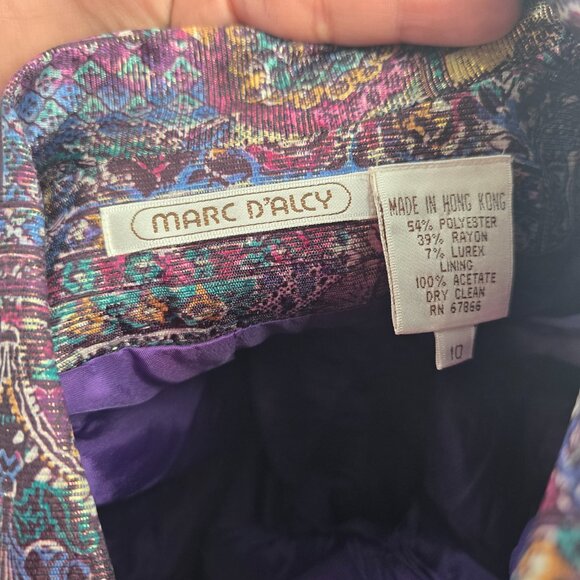 MARC D'ALCY
MADE IN HONG KONG
54% POLYESTER
39% RAYON
7% LUREX
LINING
100% ACETATE
DRY CLEAN
RN 67866
10